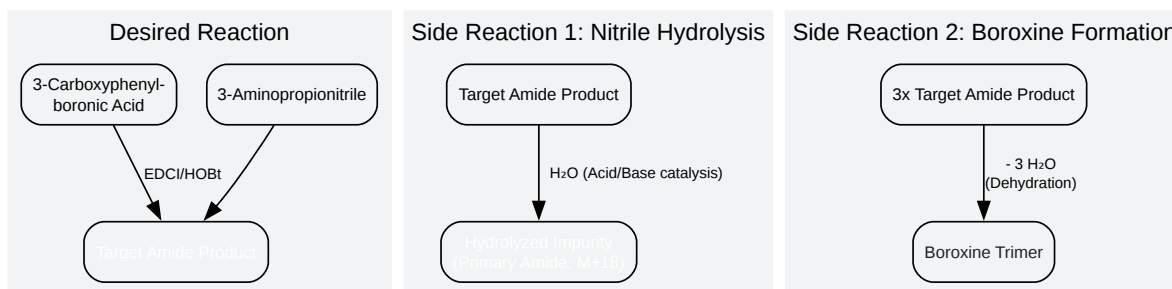 Desired Reaction
3-Carboxyphenyl-
boronic Acid
3-Aminopropionitrile
EDCI/HOBt
Target Amide Product
Side Reaction 1: Nitrile Hydrolysis
Target Amide Product
H₂O (Acid/Base catalysis)
Hydrolyzed Impurity
(Primary Amide, M+18)
Side Reaction 2: Boroxine Formation
3x Target Amide Product
- 3 H₂O
(Dehydration)
Boroxine Trimer